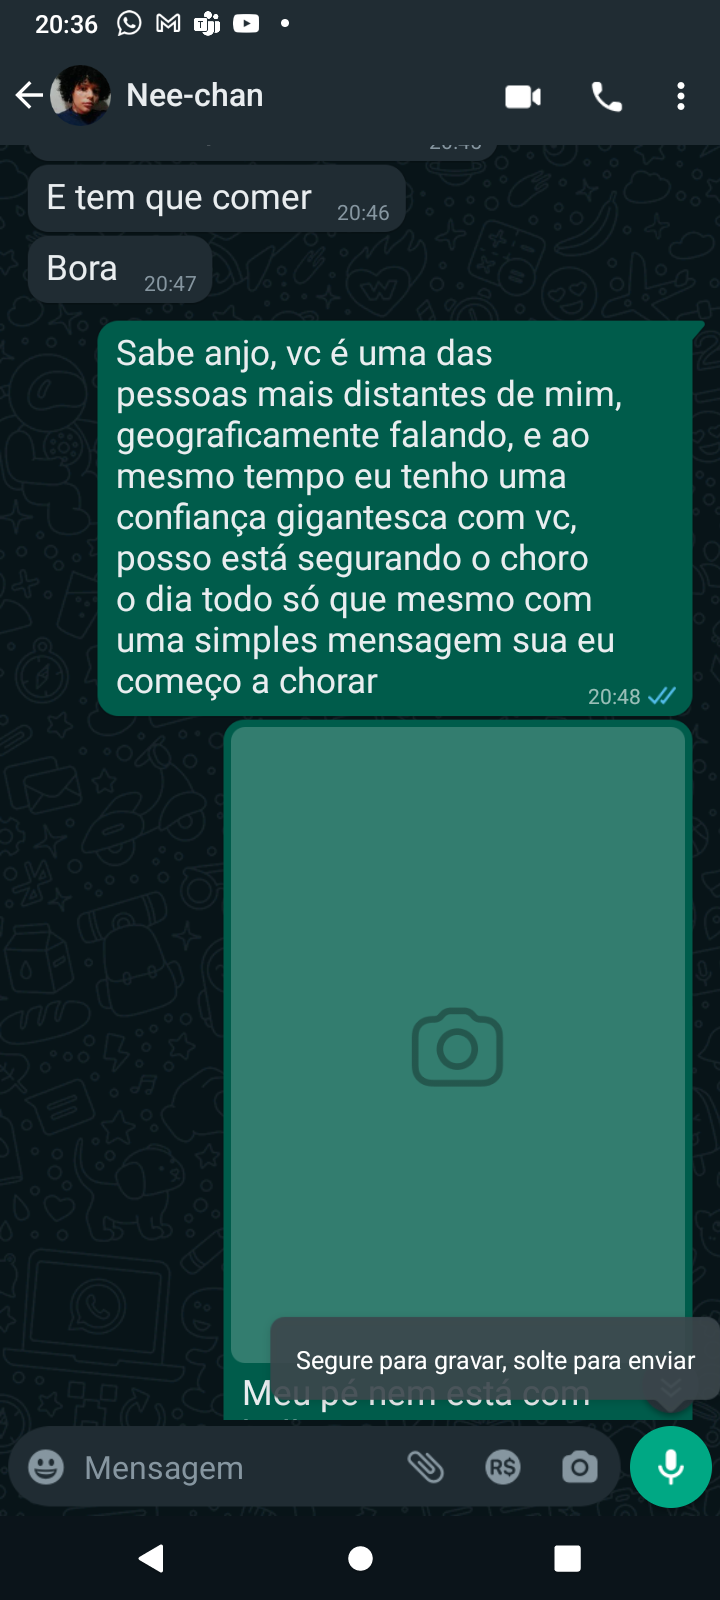 20:36
Nee-chan
E tem que comer 20:46
Bora 20:47
Sabe anjo, vc é uma das
pessoas mais distantes de mim,
geograficamente falando, e ao
mesmo tempo eu tenho uma
confiança gigantesca com vc,
posso está segurando o choro
o dia todo só que mesmo com
uma simples mensagem sua eu
começo a chorar
20:48
Segure para gravar, solte para enviar
Meu pé nem está com
Mensagem
R$